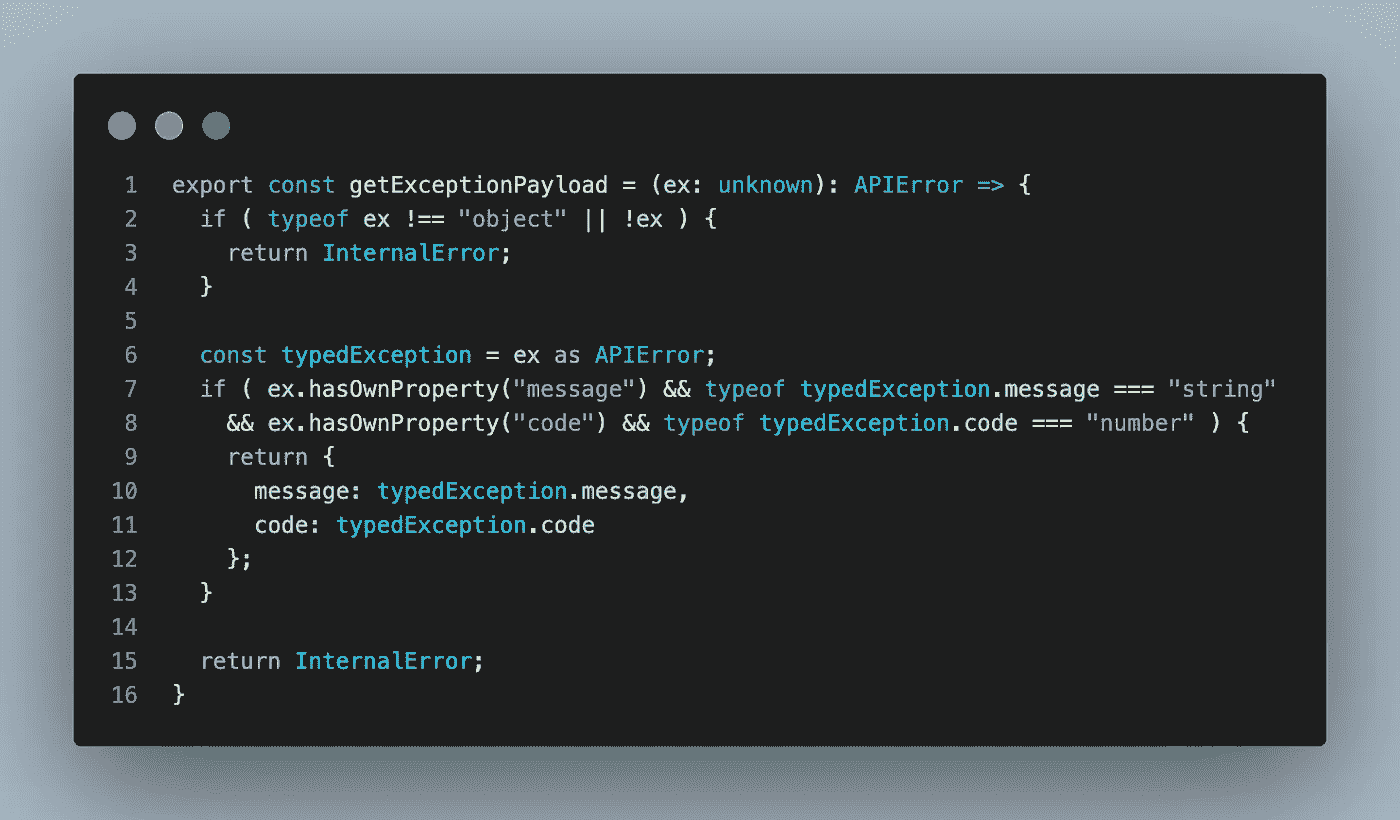 1 export const getExceptionPayload = (ex: unknown): APIError => {
2   if ( typeof ex !== "object" || !ex ) {
3     return InternalError;
4   }
5
6   const typedException = ex as APIError;
7   if ( ex.hasOwnProperty("message") && typeof typedException.message === "string"
8     && ex.hasOwnProperty("code") && typeof typedException.code === "number" ) {
9     return {
10       message: typedException.message,
11       code: typedException.code
12     };
13   }
14
15   return InternalError;
16 }